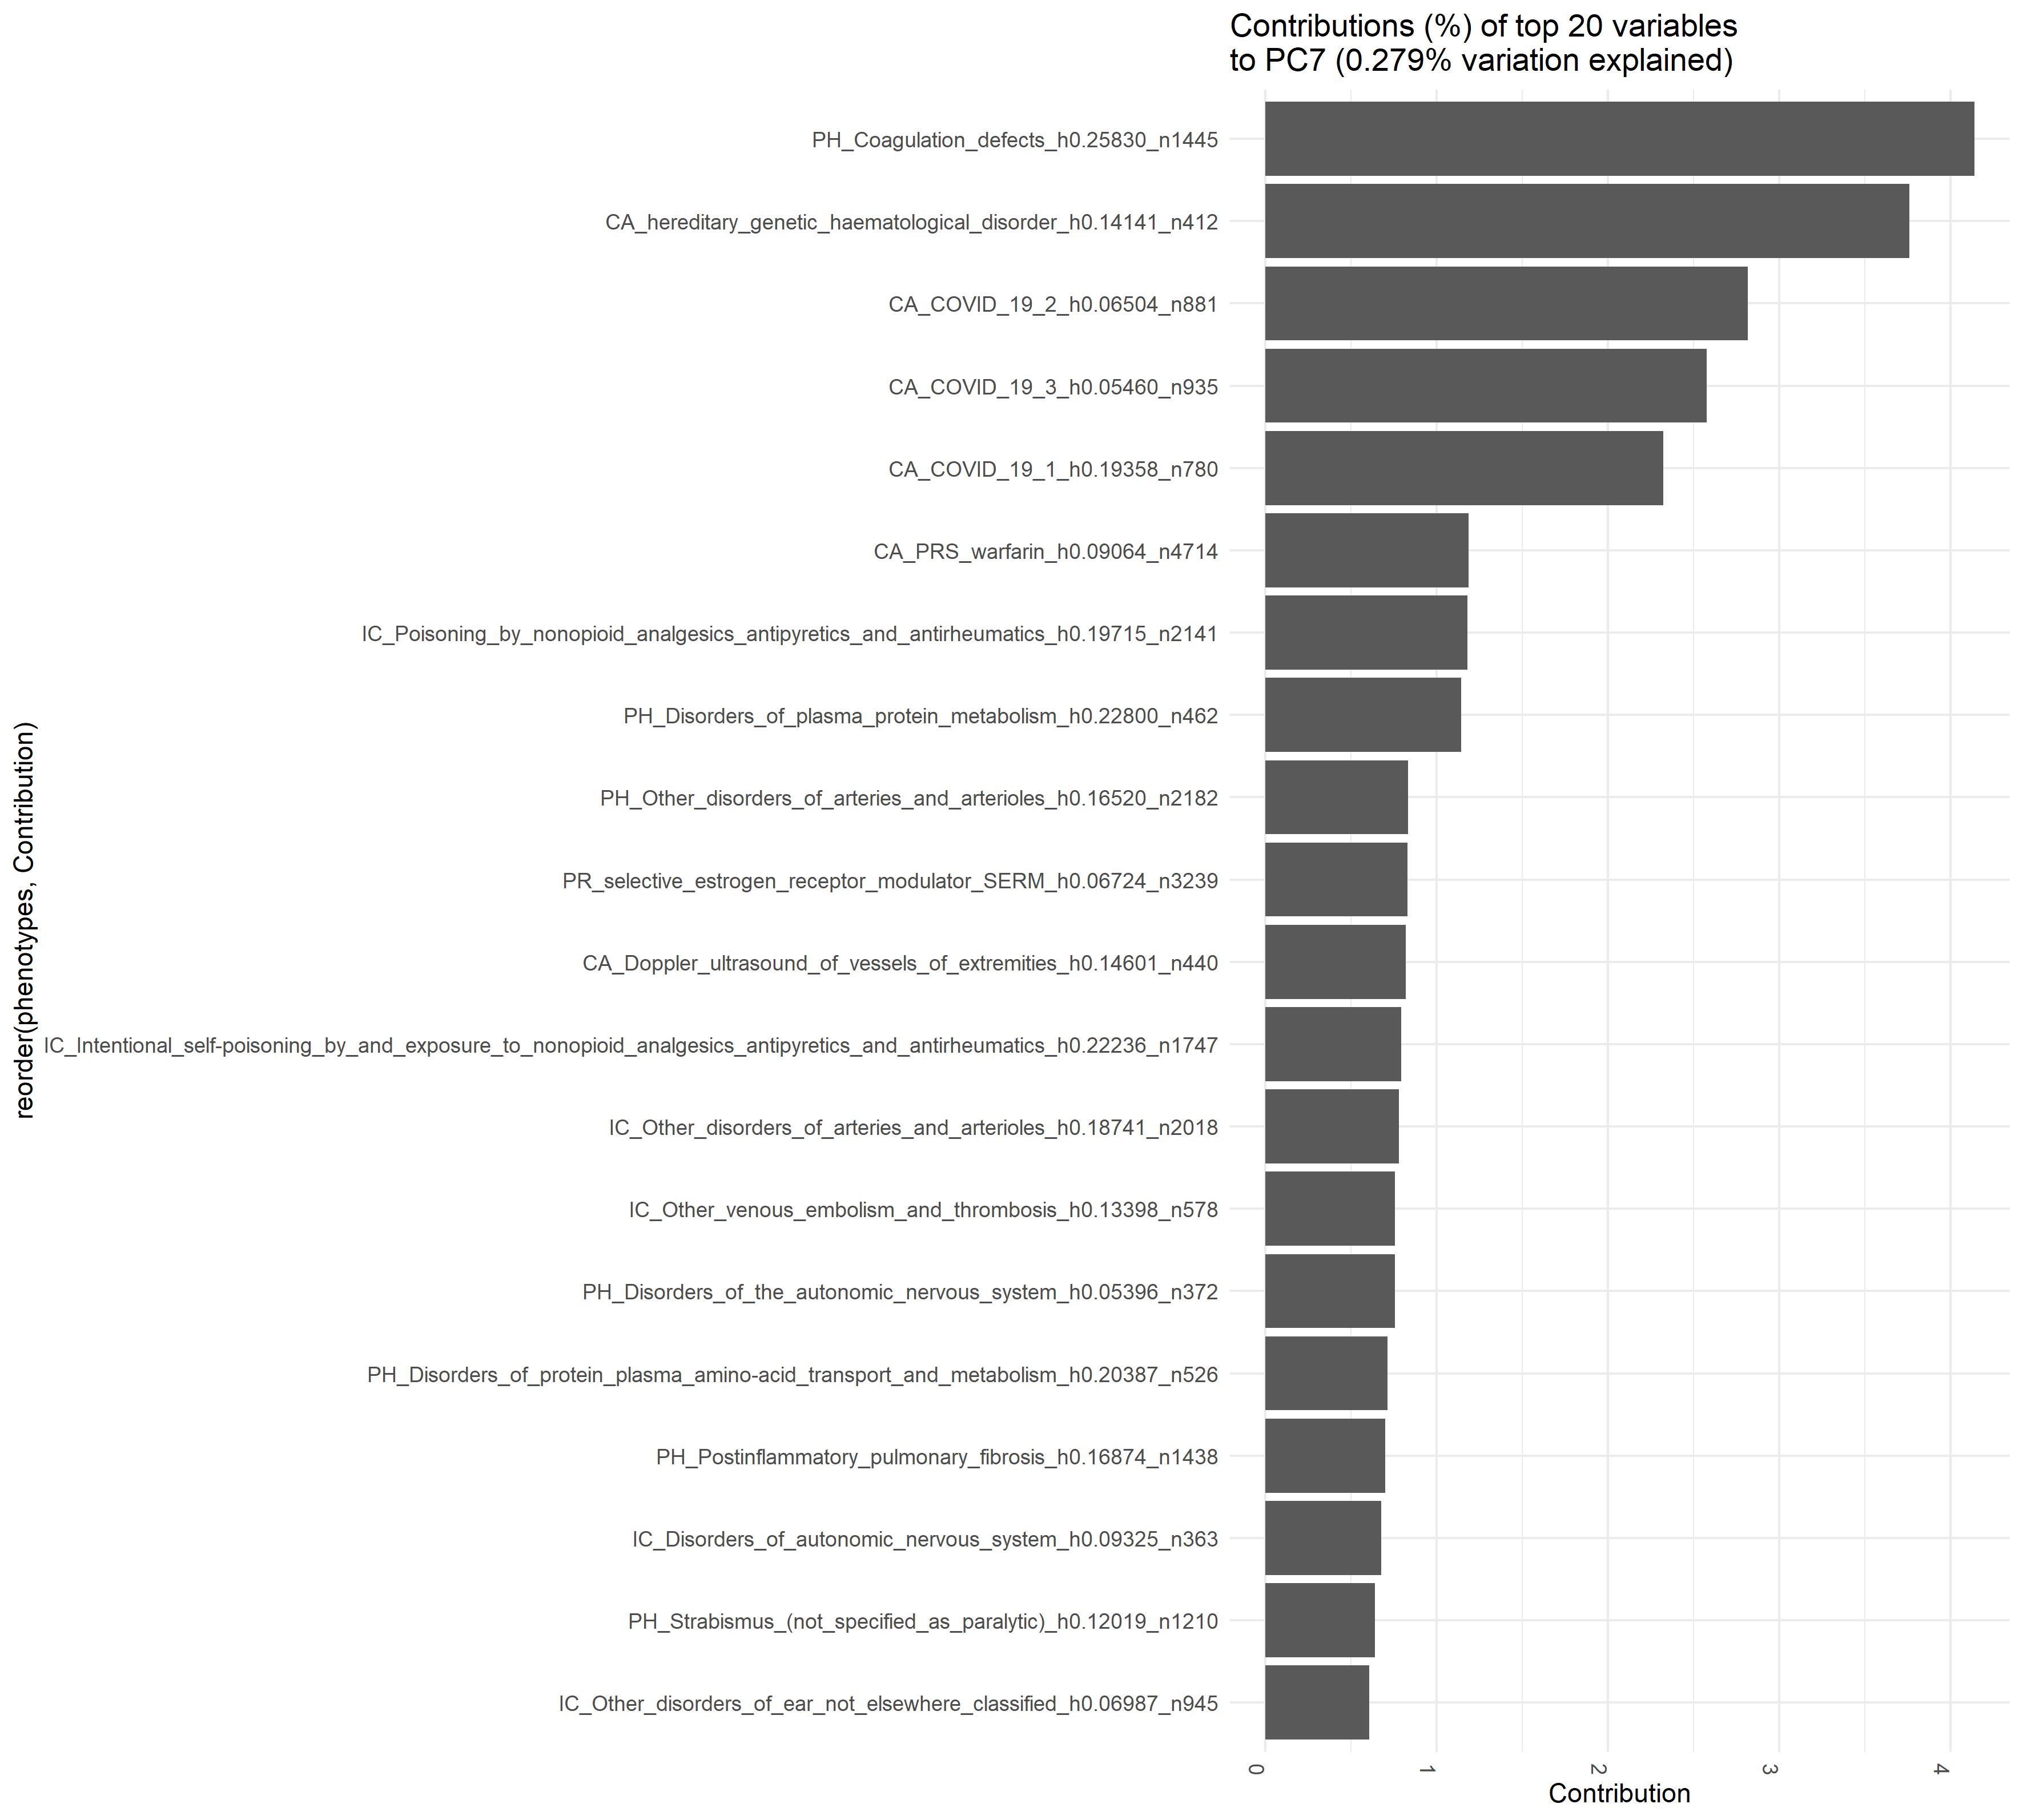 Contributions (%) of top 20 variables
to PC7 (0.279% variation explained)
PH_Coagulation_defects_h0.25830_n1445
CA_hereditary_genetic_haematological_disorder_h0.14141_n412
CA_COVID_19_2_h0.06504_n881
CA_COVID_19_3_h0.05460_n935
CA_COVID_19_1_h0.19358_n780
CA_PRS_warfarin_h0.09064_n4714
IC_Poisoning_by_nonopioid_analgesics_antipyretics_and_antirheumatics_h0.19715_n2141
PH_Disorders_of_plasma_protein_metabolism_h0.22800_n462
PH_Other_disorders_of_arteries_and_arterioles_h0.16520_n2182
PR_selective_estrogen_receptor_modulator_SERM_h0.06724_n3239
CA_Doppler_ultrasound_of_vessels_of_extremities_h0.14601_n440
IC_Intentional_self-poisoning_by_and_exposure_to_nonopioid_analgesics_antipyretics_and_antirheumatics_h0.22236_n1747
IC_Other_disorders_of_arteries_and_arterioles_h0.18741_n2018
IC_Other_venous_embolism_and_thrombosis_h0.13398_n578
PH_Disorders_of_the_autonomic_nervous_system_h0.05396_n372
PH_Disorders_of_protein_plasma_amino-acid_transport_and_metabolism_h0.20387_n526
PH_Postinflammatory_pulmonary_fibrosis_h0.16874_n1438
IC_Disorders_of_autonomic_nervous_system_h0.09325_n363
PH_Strabismus_(not_specified_as_paralytic)_h0.12019_n1210
IC_Other_disorders_of_ear_not_elsewhere_classified_h0.06987_n945
reorder(phenotypes, Contribution)
0 1 2 3 4
Contribution